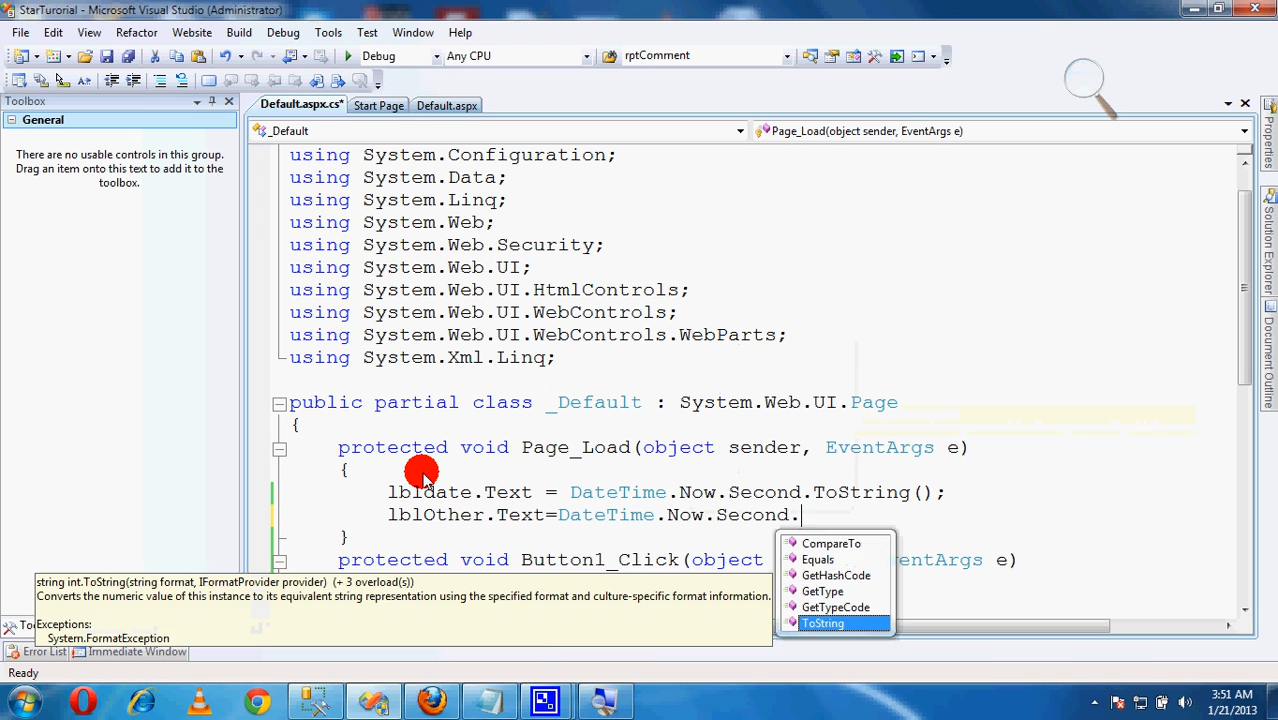 StarTurorial - Microsoft Visual Studio (Administrator)
File Edit View Refactor Website Build Debug Tools Test Window Help
Debug Any CPU rptComment
Toolbox
General
There are no usable controls in this group.
Drag an item onto this text to add it to the
toolbox.
Default.aspx.cs* Start Page Default.aspx
_Default Page_Load(object sender, EventArgs e)
using System.Configuration;
using System.Data;
using System.Linq;
using System.Web;
using System.Web.Security;
using System.Web.UI;
using System.Web.UI.HtmlControls;
using System.Web.UI.WebControls;
using System.Web.UI.WebControls.WebParts;
using System.Xml.Linq;
public partial class _Default : System.Web.UI.Page
{
protected void Page_Load(object sender, EventArgs e)
{
lbldate.Text = DateTime.Now.Second.ToString();
lblOther.Text=DateTime.Now.Second.
}
protected void Button1_Click(object
e)
CompareTo
Equals
GetHashCode
GetType
GetTypeCode
ToString
string int.ToString(string format, IFormatProvider provider) (+ 3 overload(s))
Converts the numeric value of this instance to its equivalent string representation using the specified format and culture-specific format information.
Exceptions:
System.FormatException
Error List Immediate Window
Ready
Properties
Solution Explorer
Document Outline
3:51 AM
1/21/2013